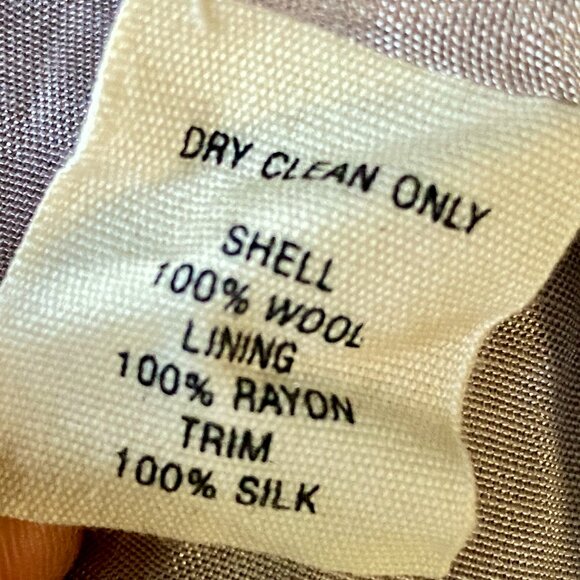 DRY CLEAN ONLY
SHELL
100% WOOL
LINING
100% RAYON
TRIM
100% SILK